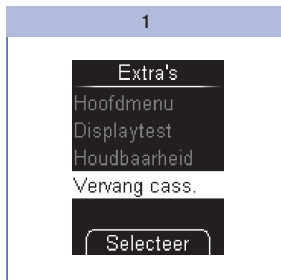 1
Extra's
Hoofdmenu
Displaytest
Houdbaarheid
Vervang cass.
Selecteer